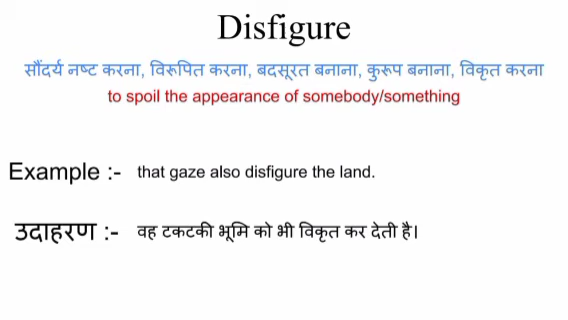 Disfigure
सौंदर्य नष्ट करना, विरूपित करना, बदसूरत बनाना, कुरूप बनाना, विकृत करना
to spoil the appearance of somebody/something
Example :- that gaze also disfigure the land.
उदाहरण :- वह टकटकी भूमि को भी विकृत कर देती है।